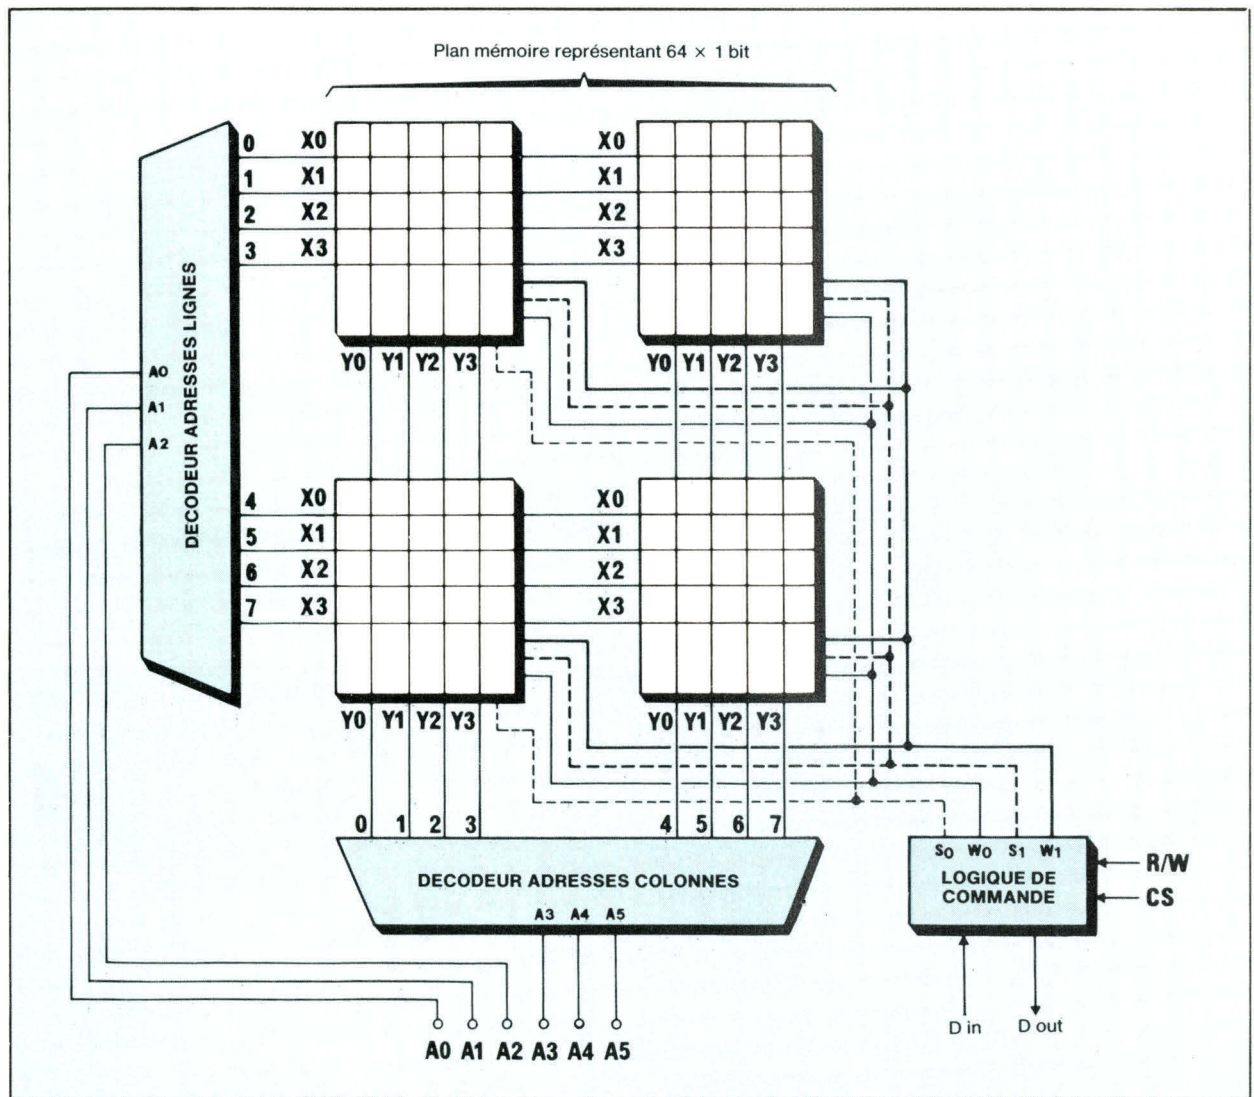 Plan mémoire représentant 64 × 1 bit
0 X0 X0
1 X1 X1
2 X2 X2
3 X3 X3
DECODEUR ADRESSES LIGNES
A0
A1
A2
Y0 Y1 Y2 Y3 Y0 Y1 Y2 Y3
4 X0 X0
5 X1 X1
6 X2 X2
7 X3 X3
Y0 Y1 Y2 Y3 Y0 Y1 Y2 Y3
0 1 2 3 4 5 6 7
DECODEUR ADRESSES COLONNES
A3 A4 A5
S0 W0 S1 W1
LOGIQUE DE
COMMANDE
R/W
CS
D in D out
A0 A1 A2 A3 A4 A5